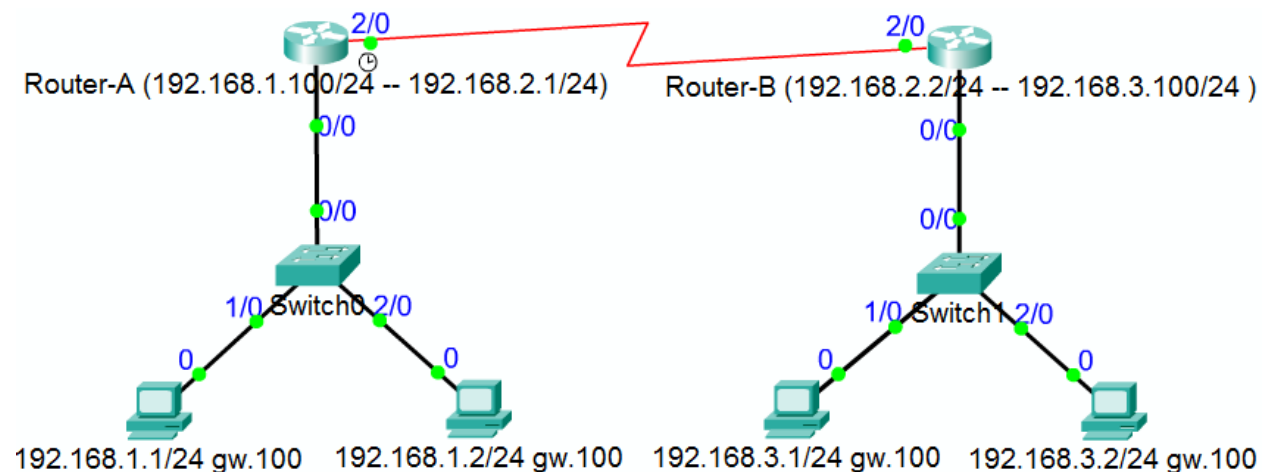 2/0
2/0
Router-A (192.168.1.100/24 -- 192.168.2.1/24)
Router-B (192.168.2.2/24 -- 192.168.3.100/24 )
0/0
0/0
0/0
0/0
1/0 Switch0 2/0
1/0 Switch1 2/0
0
0
0
0
192.168.1.1/24 gw.100
192.168.1.2/24 gw.100
192.168.3.1/24 gw.100
192.168.3.2/24 gw.100